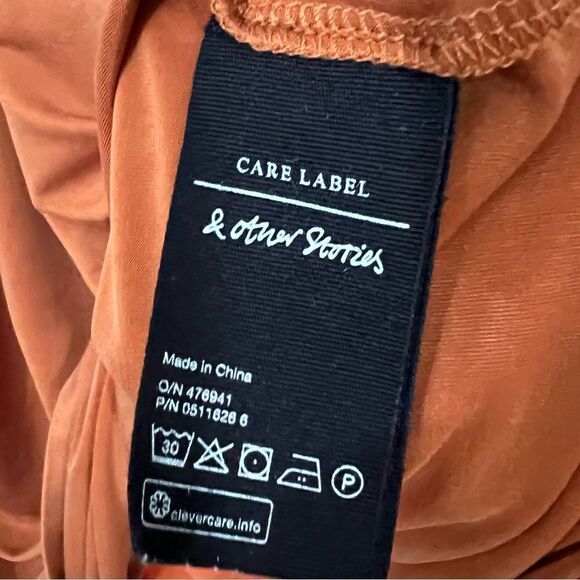 CARE LABEL
& other Stories
Made in China
O/N 476941
P/N 0511626 6
30 P
clevercare.info